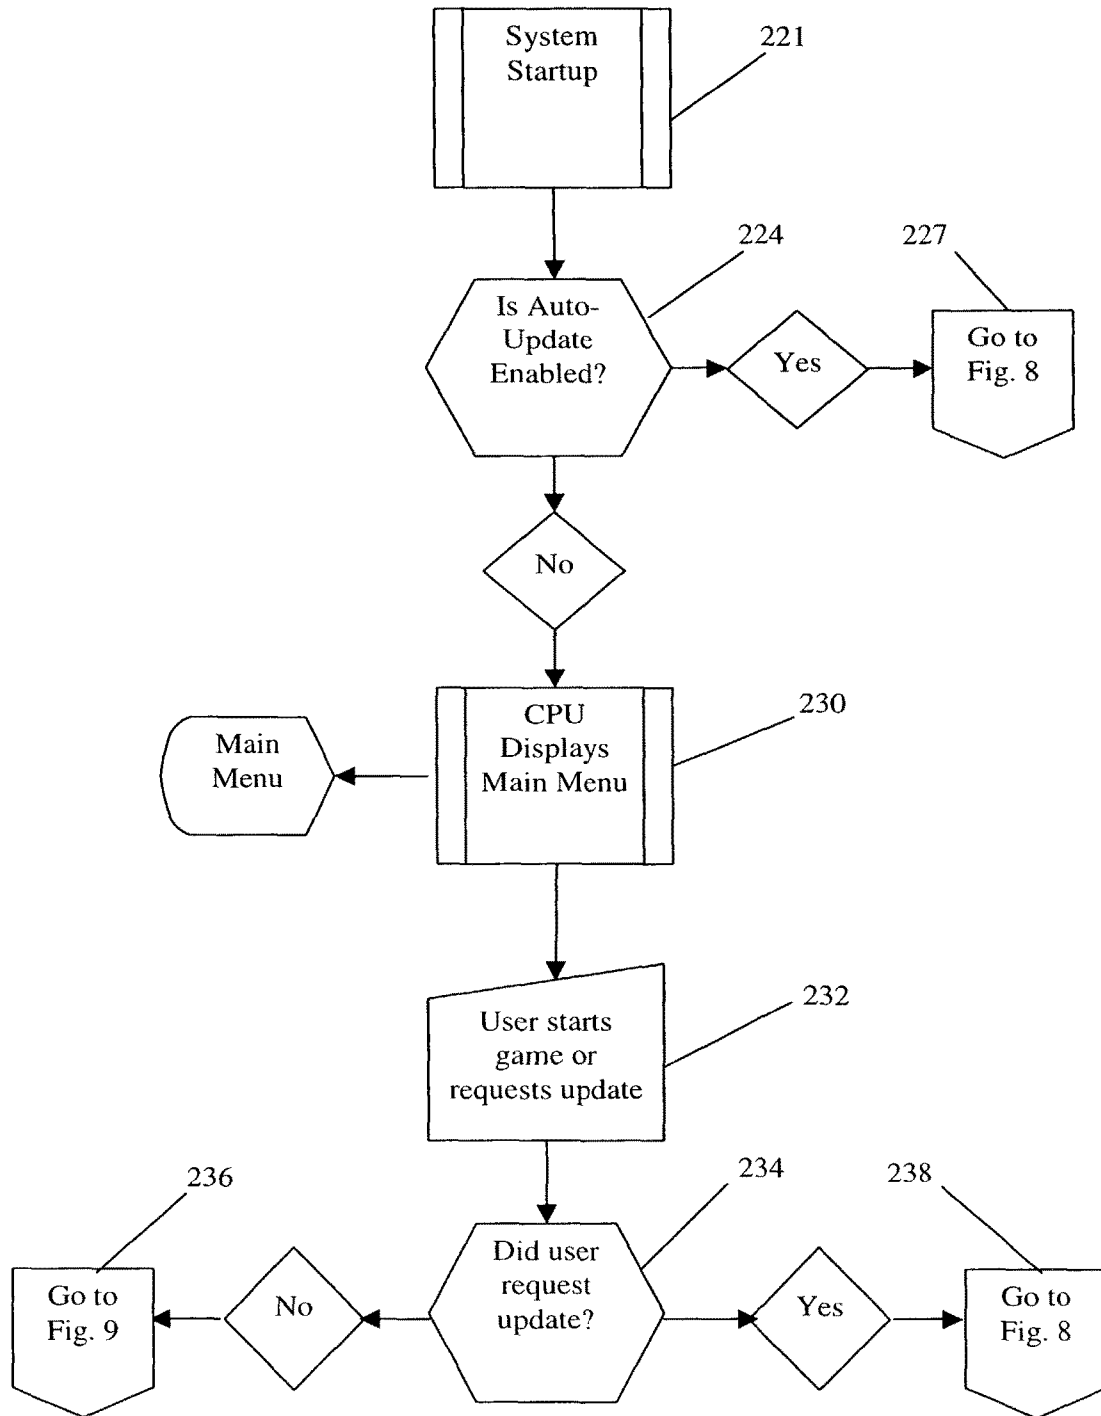 System
Startup
221
224
227
Is Auto-
Update
Enabled?
Yes
Go to
Fig. 8
No
CPU
Displays
Main Menu
230
Main
Menu
User starts
game or
requests update
232
234
236
238
Did user
request
update?
No
Go to
Fig. 9
Yes
Go to
Fig. 8